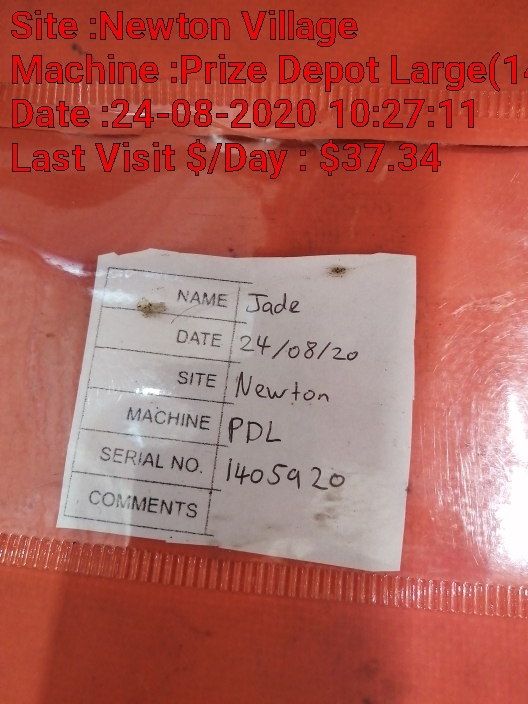 Site :Newton Village
Machine :Prize Depot Large(14
Date :24-08-2020 10:27:11
Last Visit $/Day : $37.34
NAME Jade
DATE 24/08/20
SITE Newton
MACHINE PDL
SERIAL NO. 1405920
COMMENTS